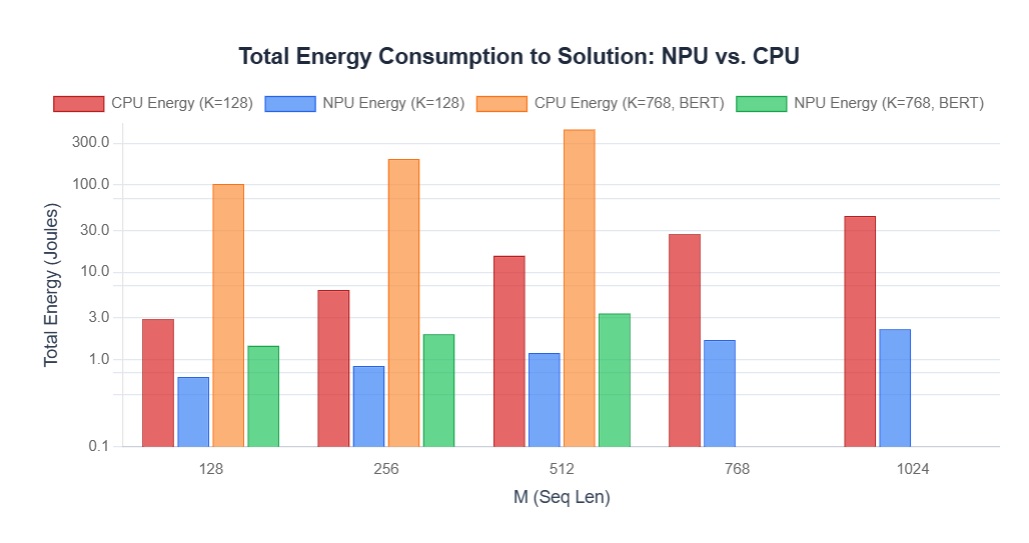 Total Energy Consumption to Solution: NPU vs. CPU
CPU Energy (K=128) NPU Energy (K=128) CPU Energy (K=768, BERT) NPU Energy (K=768, BERT)
Total Energy (Joules)
300.0
100.0
30.0
10.0
3.0
1.0
0.1
128 256 512 768 1024
M (Seq Len)